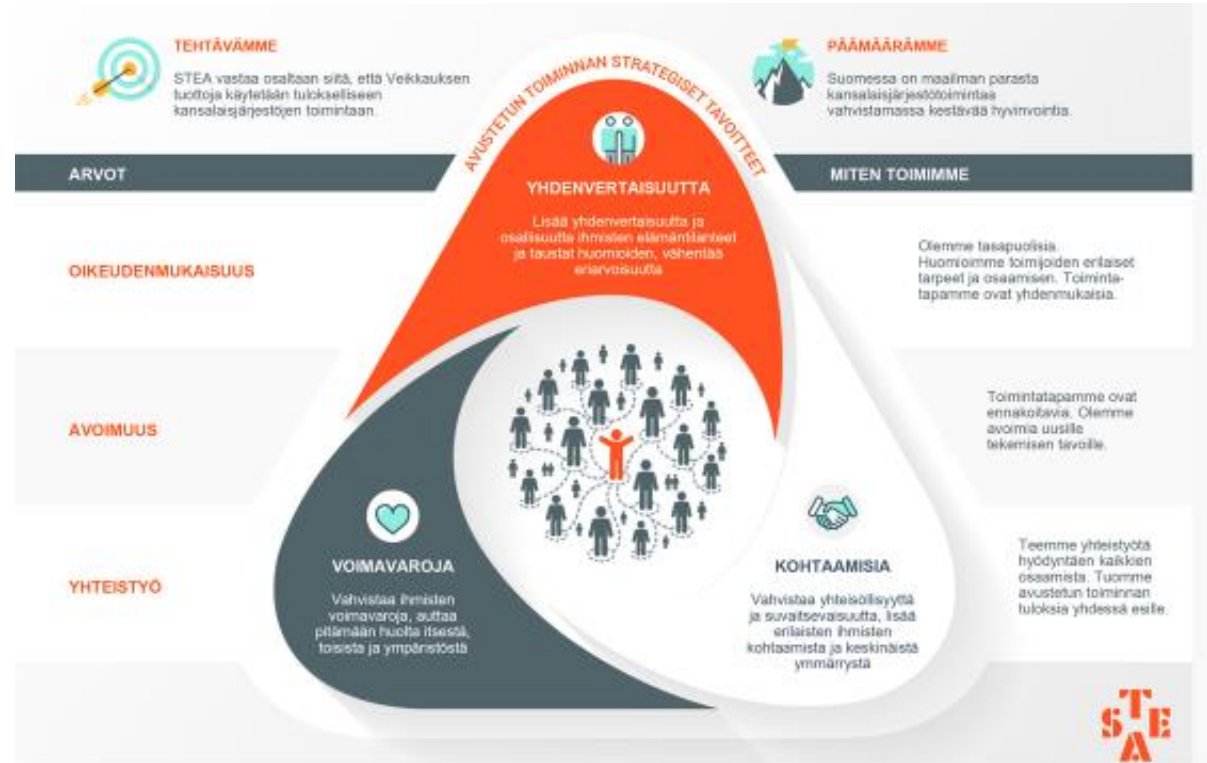 TEHTÄVÄMME
STEA vastaa osaltaan siitä, että Veikkauksen
tuottoja käytetään tulokselliseen
kansalaisjärjestöjen toimintaan.
AVUSTETUN TOIMINNAN STRATEGISET TAVOITTEET
PÄÄMÄÄRÄMME
Suomessa on maailman parasta
kansalaisjärjestötoimintaa
vahvistamassa kestävää hyvinvointia.
ARVOT
MITEN TOIMIMME
YHDENVERTAISUUTTA
Lisää yhdenvertaisuutta ja
osallisuutta ihmisten elämäntilanteet
ja taustat huomioiden, vähentää
eriarvoisuutta
OIKEUDENMUKAISUUS
Olemme tasapuolisia.
Huomioimme toimijoiden erilaiset
tarpeet ja osaamisen. Toiminta-
tapamme ovat yhdenmukaisia.
AVOIMUUS
Toimintatapamme ovat
ennakoitavia. Olemme
avoimia uusille
tekemisen tavoille.
YHTEISTYÖ
VOIMAVAROJA
Vahvistaa ihmisten
voimavaroja, auttaa
pitämään huolta itsestä,
toisista ja ympäristöstä
KOHTAAMISIA
Vahvistaa yhteisöllisyyttä
ja suvaitsevaisuutta, lisää
erilaisten ihmisten
kohtaamista ja keskinäistä
ymmärrystä
Teemme yhteistyötä
hyödyntäen kaikkien
osaamista. Tuomme
avustetun toiminnan
tuloksia yhdessä esille.
STEA